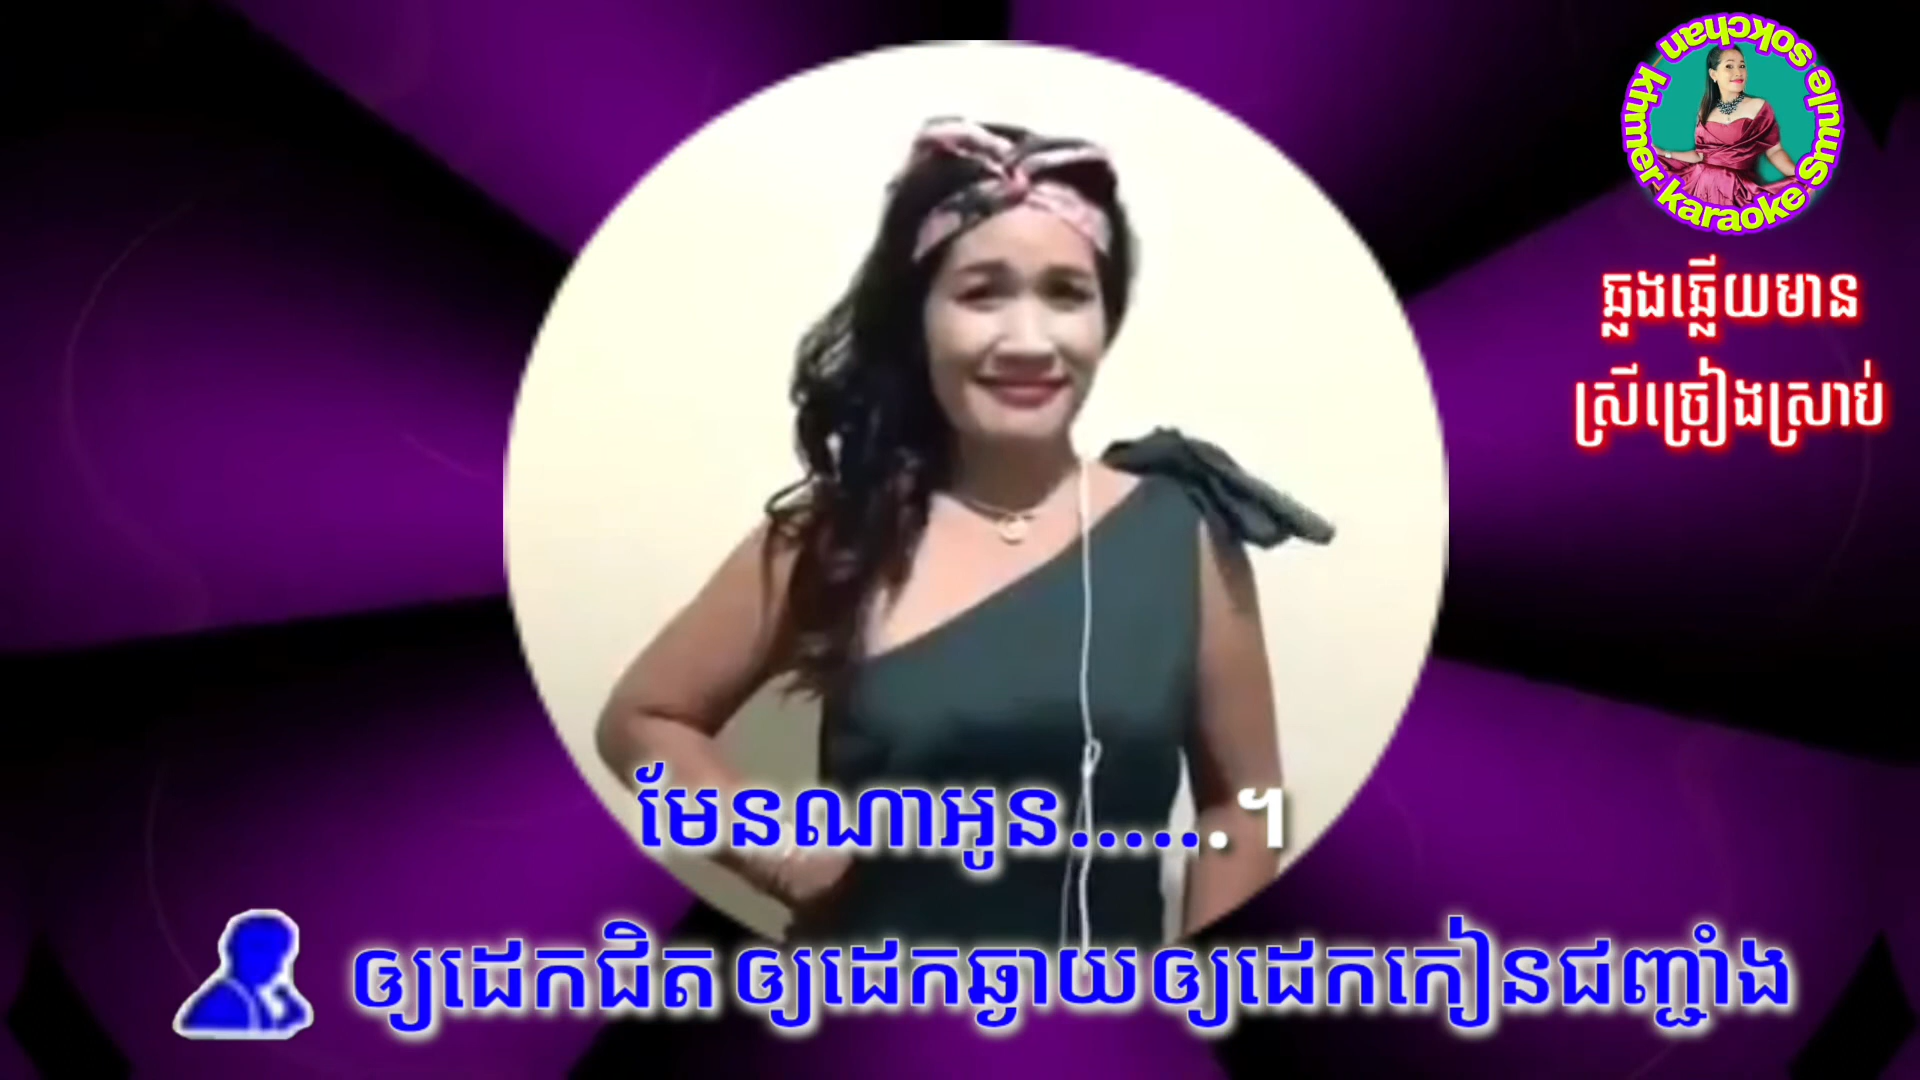 Khmer karaoke Smule sokchan
ឆ្លងឆ្លើយមាន
ស្រីច្រៀងស្រាប់
មែនណាអូន.......។
ឲ្យដេកជិត ឲ្យដេកឆ្ងាយ ឲ្យដេកកៀនជញ្ជាំង